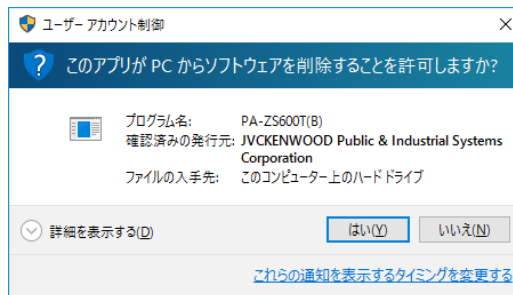 ユーザー アカウント制御
このアプリが PC からソフトウェアを削除することを許可しますか?
プログラム名: PA-ZS600T(B)
確認済みの発行元: JVCKENWOOD Public & Industrial Systems
Corporation
ファイルの入手先: このコンピューター上のハード ドライブ
詳細を表示する(D)
はい(Y) いいえ(N)
これらの通知を表示するタイミングを変更する